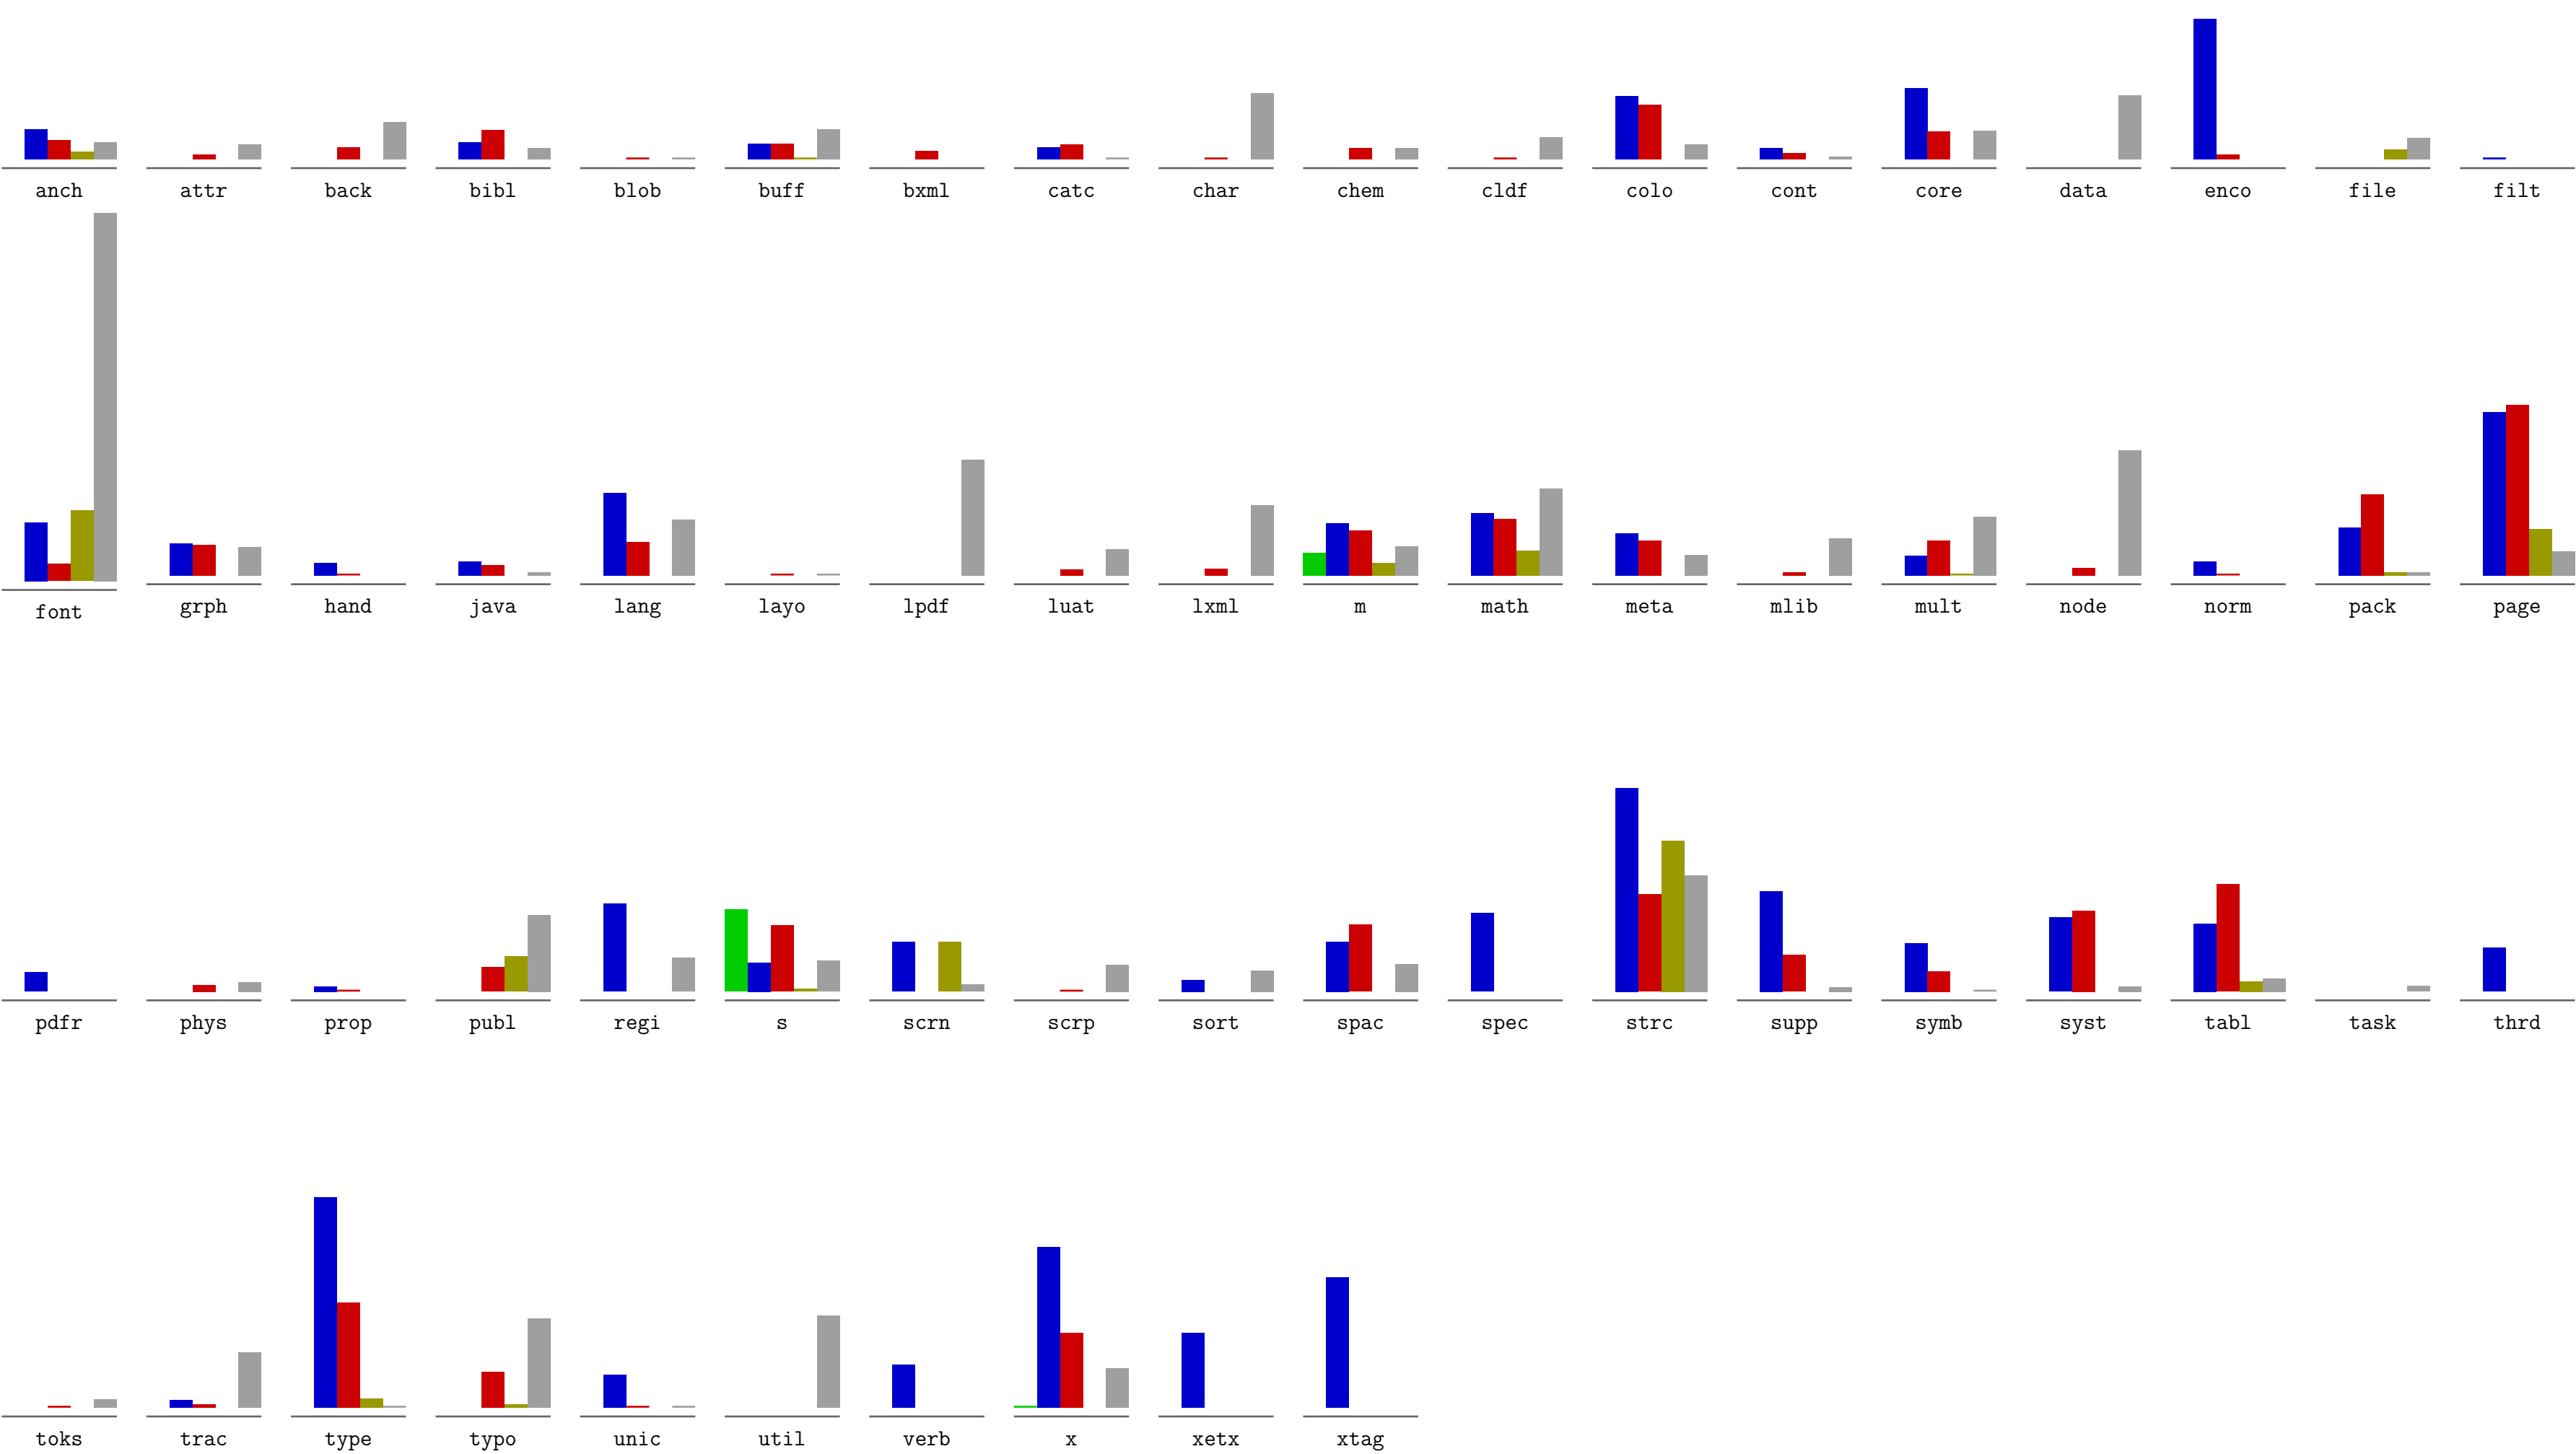 anch attr back bibl blob buff bxml catc char chem cldf colo cont core data enco file filt
font grph hand java lang layo lpdf luat lxml m math meta mlib mult node norm pack page
pdfr phys prop publ regi s scrn scrp sort spac spec strc supp symb syst tabl task thrd
toks trac type typo unic util verb x xetx xtag